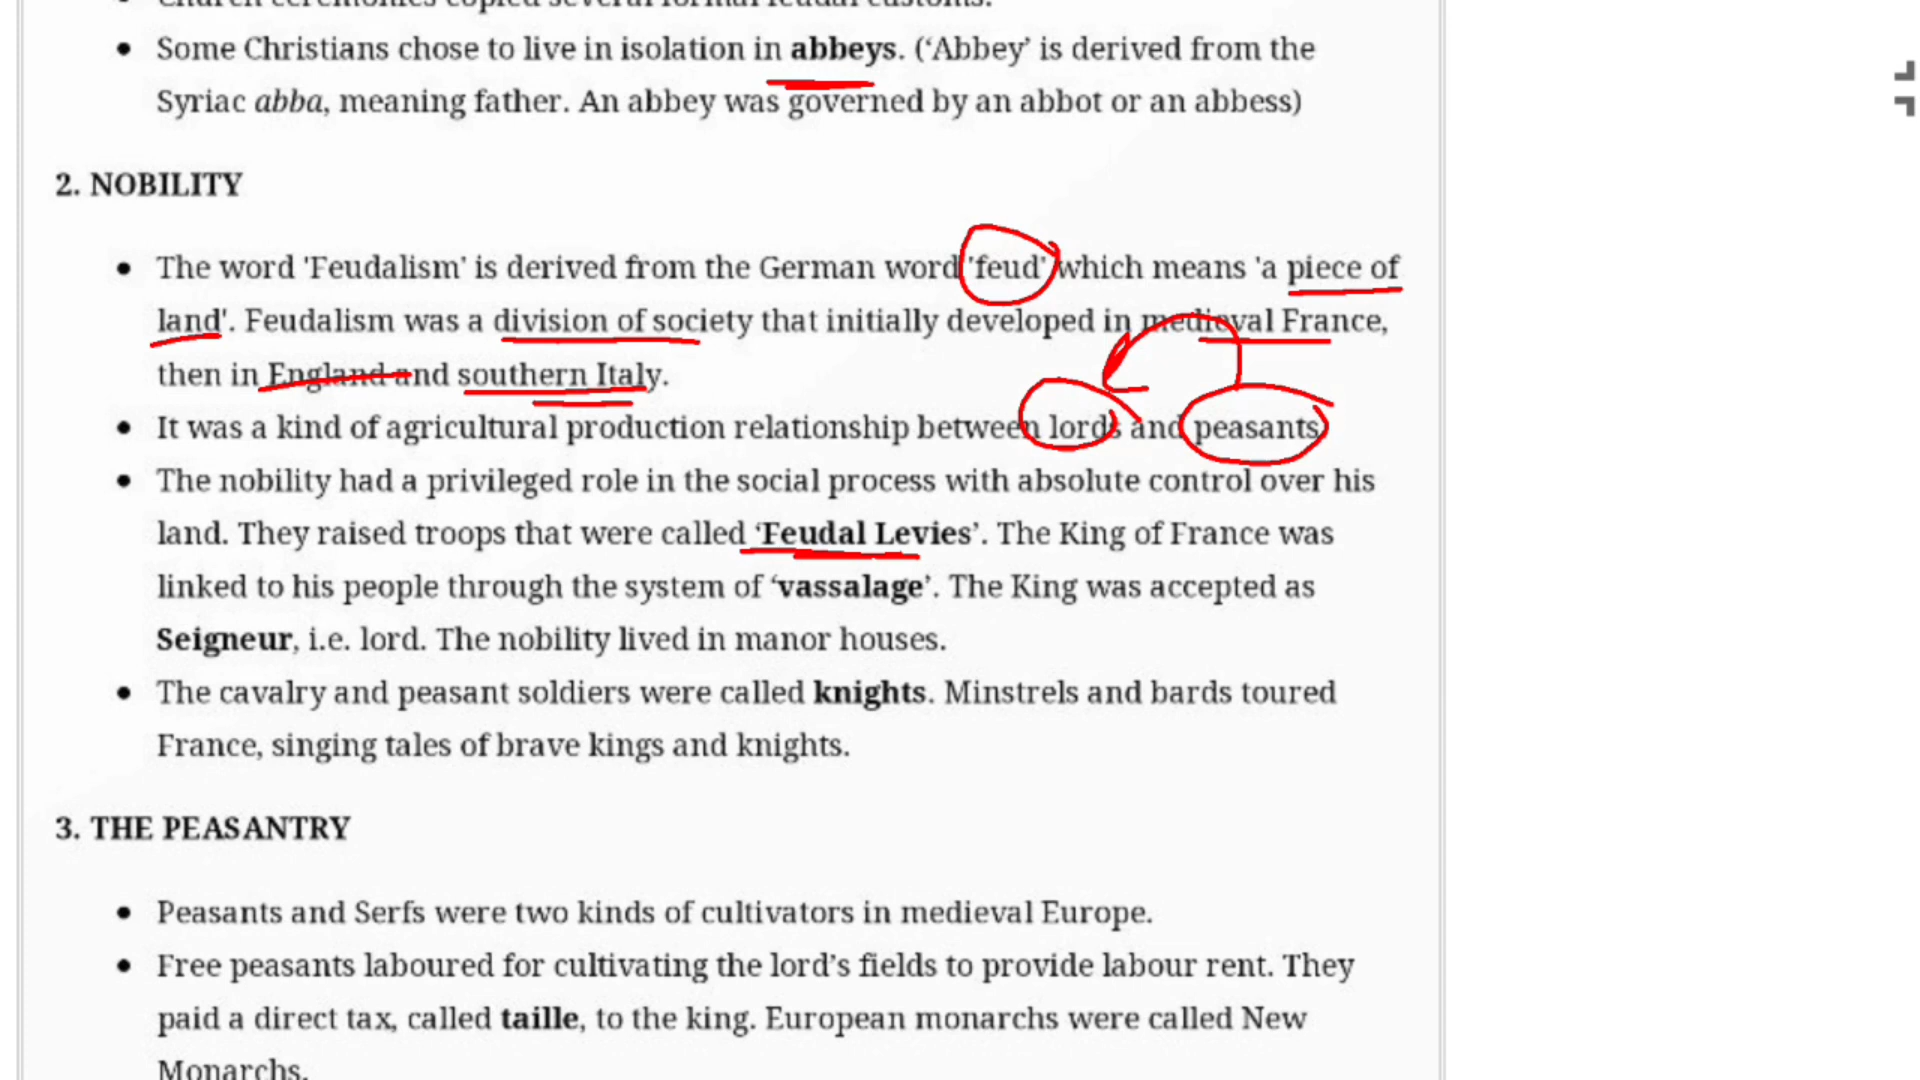 Church ceremonies copied several formal feudal customs.
• Some Christians chose to live in isolation in abbeys. (‘Abbey’ is derived from the
Syriac abba, meaning father. An abbey was governed by an abbot or an abbess)
2. NOBILITY
• The word 'Feudalism' is derived from the German word 'feud' which means 'a piece of
land'. Feudalism was a division of society that initially developed in medieval France,
then in England and southern Italy.
• It was a kind of agricultural production relationship between lords and peasants.
• The nobility had a privileged role in the social process with absolute control over his
land. They raised troops that were called ‘Feudal Levies’. The King of France was
linked to his people through the system of ‘vassalage’. The King was accepted as
Seigneur, i.e. lord. The nobility lived in manor houses.
• The cavalry and peasant soldiers were called knights. Minstrels and bards toured
France, singing tales of brave kings and knights.
3. THE PEASANTRY
• Peasants and Serfs were two kinds of cultivators in medieval Europe.
• Free peasants laboured for cultivating the lord’s fields to provide labour rent. They
paid a direct tax, called taille, to the king. European monarchs were called New
Monarchs.